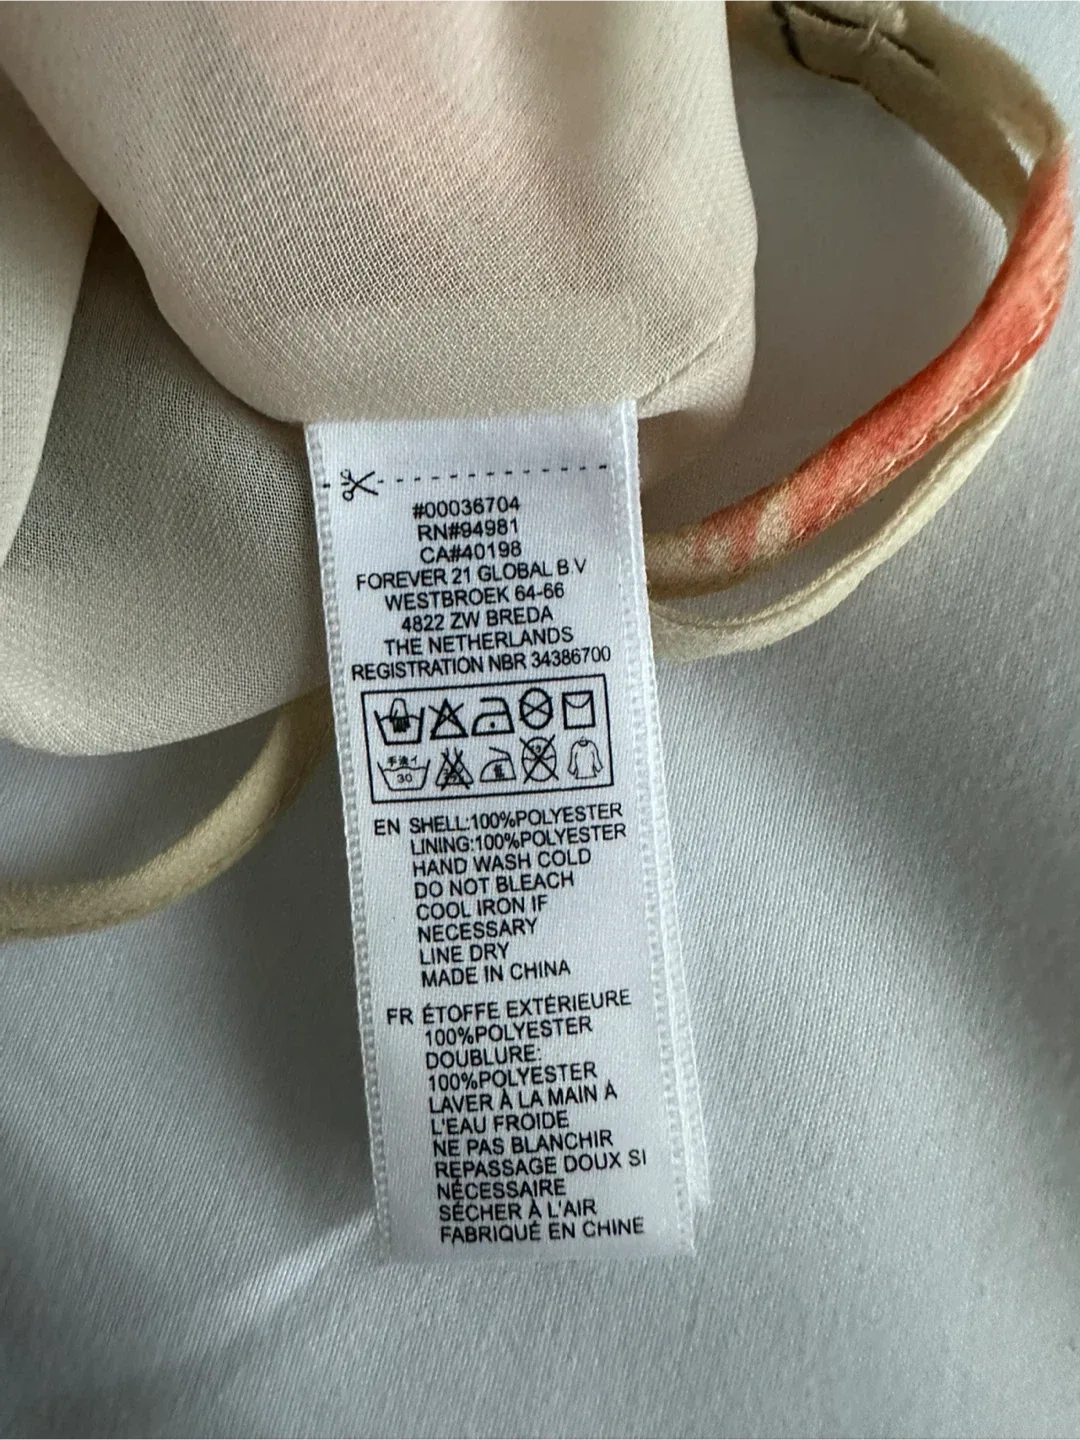 #00036704
RN#94981
CA#40198
FOREVER 21 GLOBAL B.V
WESTBROEK 64-66
4822 ZW BREDA
THE NETHERLANDS
REGISTRATION NBR 34386700
手洗イ
30
EN SHELL:100%POLYESTER
LINING:100%POLYESTER
HAND WASH COLD
DO NOT BLEACH
COOL IRON IF
NECESSARY
LINE DRY
MADE IN CHINA
FR ÉTOFFE EXTÉRIEURE
100%POLYESTER
DOUBLURE:
100%POLYESTER
LAVER À LA MAIN À
L'EAU FROIDE
NE PAS BLANCHIR
REPASSAGE DOUX SI
NÉCESSAIRE
SÉCHER À L'AIR
FABRIQUÉ EN CHINE